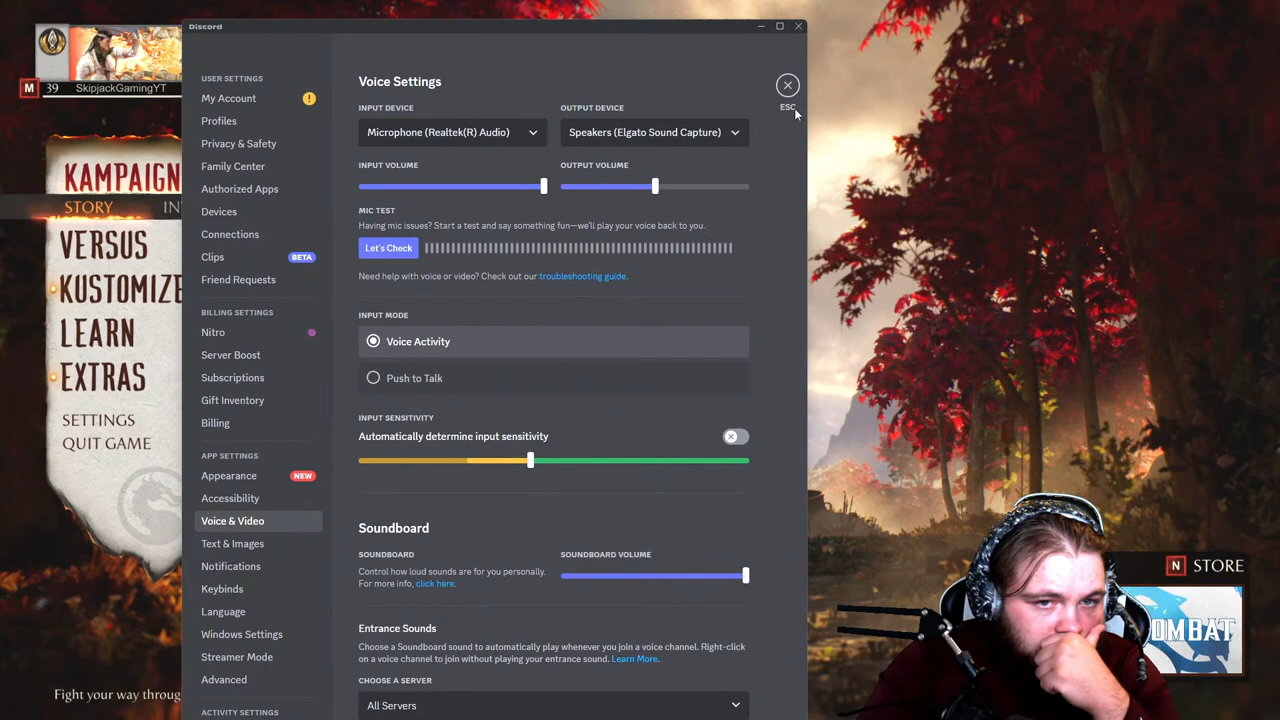 Discord
M 39 SkipjackGamingYT
KAMPAIGN
STORY IN
VERSUS
KUSTOMIZE
LEARN
EXTRAS
SETTINGS
QUIT GAME
Fight your way throug
USER SETTINGS
My Account !
Profiles
Privacy & Safety
Family Center
Authorized Apps
Devices
Connections
Clips BETA
Friend Requests
BILLING SETTINGS
Nitro
Server Boost
Subscriptions
Gift Inventory
Billing
APP SETTINGS
Appearance NEW
Accessibility
Voice & Video
Text & Images
Notifications
Keybinds
Language
Windows Settings
Streamer Mode
Advanced
ACTIVITY SETTINGS
Voice Settings
ESC
INPUT DEVICE OUTPUT DEVICE
Microphone (Realtek(R) Audio) Speakers (Elgato Sound Capture)
INPUT VOLUME OUTPUT VOLUME
MIC TEST
Having mic issues? Start a test and say something fun—we'll play your voice back to you.
Let's Check
Need help with voice or video? Check out our troubleshooting guide.
INPUT MODE
Voice Activity
Push to Talk
INPUT SENSITIVITY
Automatically determine input sensitivity
Soundboard
SOUNDBOARD SOUNDBOARD VOLUME
Control how loud sounds are for you personally.
For more info, click here.
Entrance Sounds
Choose a Soundboard sound to automatically play whenever you join a voice channel. Right-click
on a voice channel to join without playing your entrance sound. Learn More.
CHOOSE A SERVER
All Servers
N STORE
OMBAT